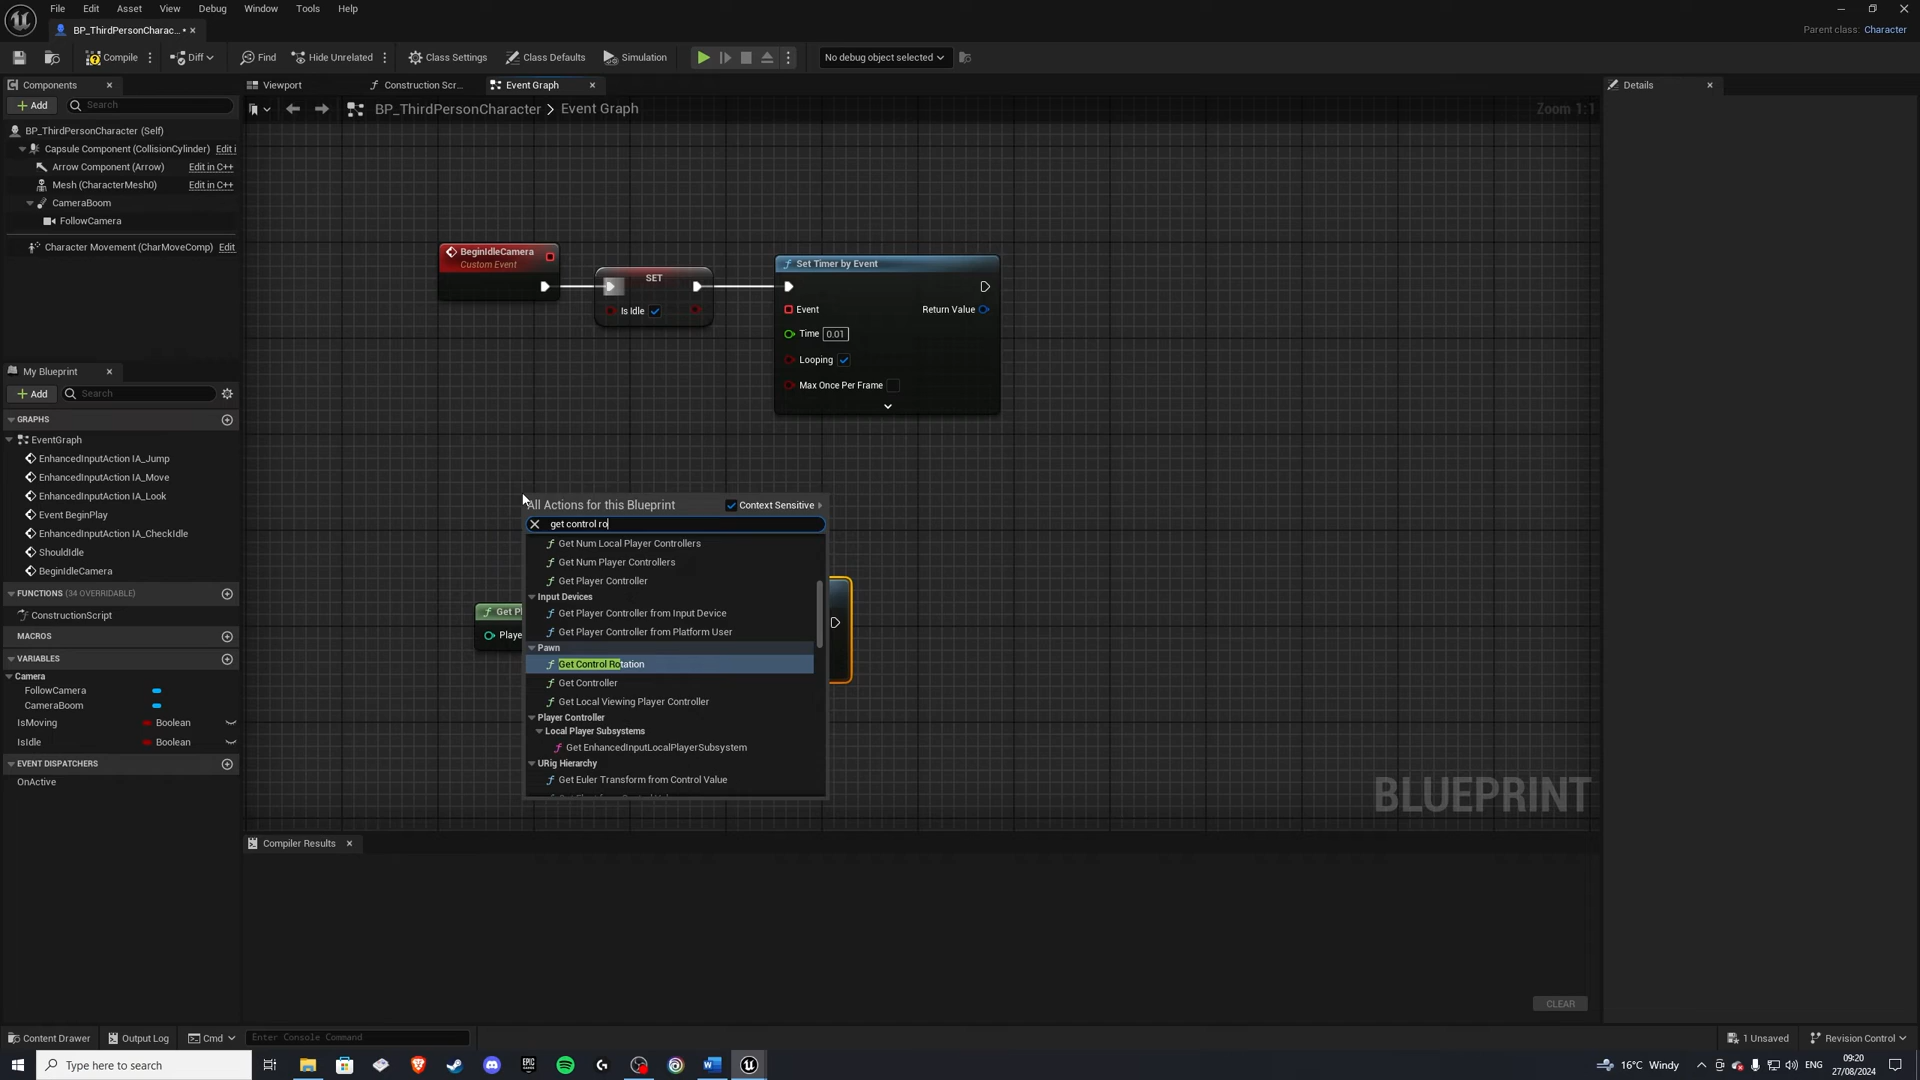 File Edit Asset View Debug Window Tools Help
BP_ThirdPersonCharac... •
Parent class: Character
Compile Diff Find Hide Unrelated Class Settings Class Defaults Simulation No debug object selected
Components
Add Search
BP_ThirdPersonCharacter (Self)
Capsule Component (CollisionCylinder) Edit i
Arrow Component (Arrow) Edit in C++
Mesh (CharacterMesh0) Edit in C++
CameraBoom
FollowCamera
Character Movement (CharMoveComp) Edit
My Blueprint
Add Search
GRAPHS
EventGraph
EnhancedInputAction IA_Jump
EnhancedInputAction IA_Move
EnhancedInputAction IA_Look
Event BeginPlay
EnhancedInputAction IA_CheckIdle
ShouldIdle
BeginIdleCamera
FUNCTIONS (34 OVERRIDABLE)
ConstructionScript
MACROS
VARIABLES
Camera
FollowCamera
CameraBoom
IsMoving Boolean
IsIdle Boolean
EVENT DISPATCHERS
OnActive
Viewport Construction Scr... Event Graph
BP_ThirdPersonCharacter > Event Graph
Zoom 1:1
BeginIdleCamera
Custom Event
SET
Is Idle
Set Timer by Event
Event Return Value
Time 0.01
Looping
Max Once Per Frame
Get Pl
Playe
All Actions for this Blueprint Context Sensitive
get control ro
Get Num Local Player Controllers
Get Num Player Controllers
Get Player Controller
Input Devices
Get Player Controller from Input Device
Get Player Controller from Platform User
Pawn
Get Control Rotation
Get Controller
Get Local Viewing Player Controller
Player Controller
Local Player Subsystems
Get EnhancedInputLocalPlayerSubsystem
URig Hierarchy
Get Euler Transform from Control Value
BLUEPRINT
Compiler Results
CLEAR
Details
Content Drawer Output Log Cmd Enter Console Command
1 Unsaved Revision Control
Type here to search
16°C Windy ENG
09:20
27/08/2024